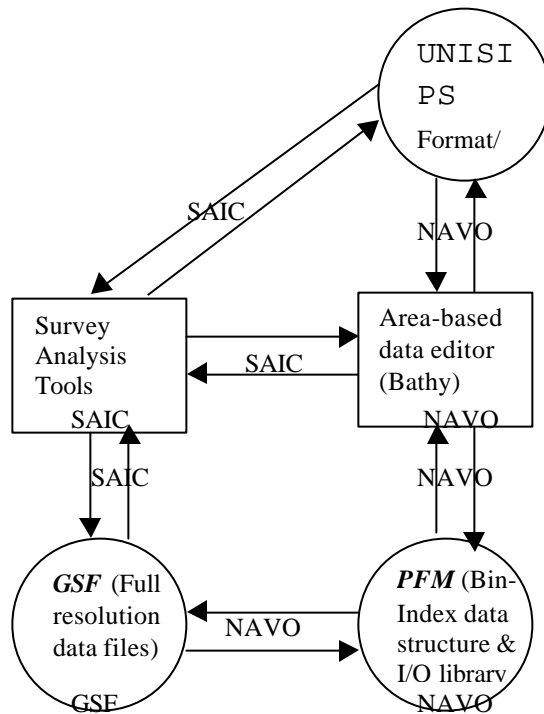 UNISI
PS
Format/
SAIC
NAVO
Survey
Analysis
Tools
SAIC
SAIC
Area-based
data editor
(Bathy)
NAVO
SAIC
NAVO
GSF (Full
resolution
data files)
GSF
NAVO
PFM (Bin-
Index data
structure &
I/O library
NAVO